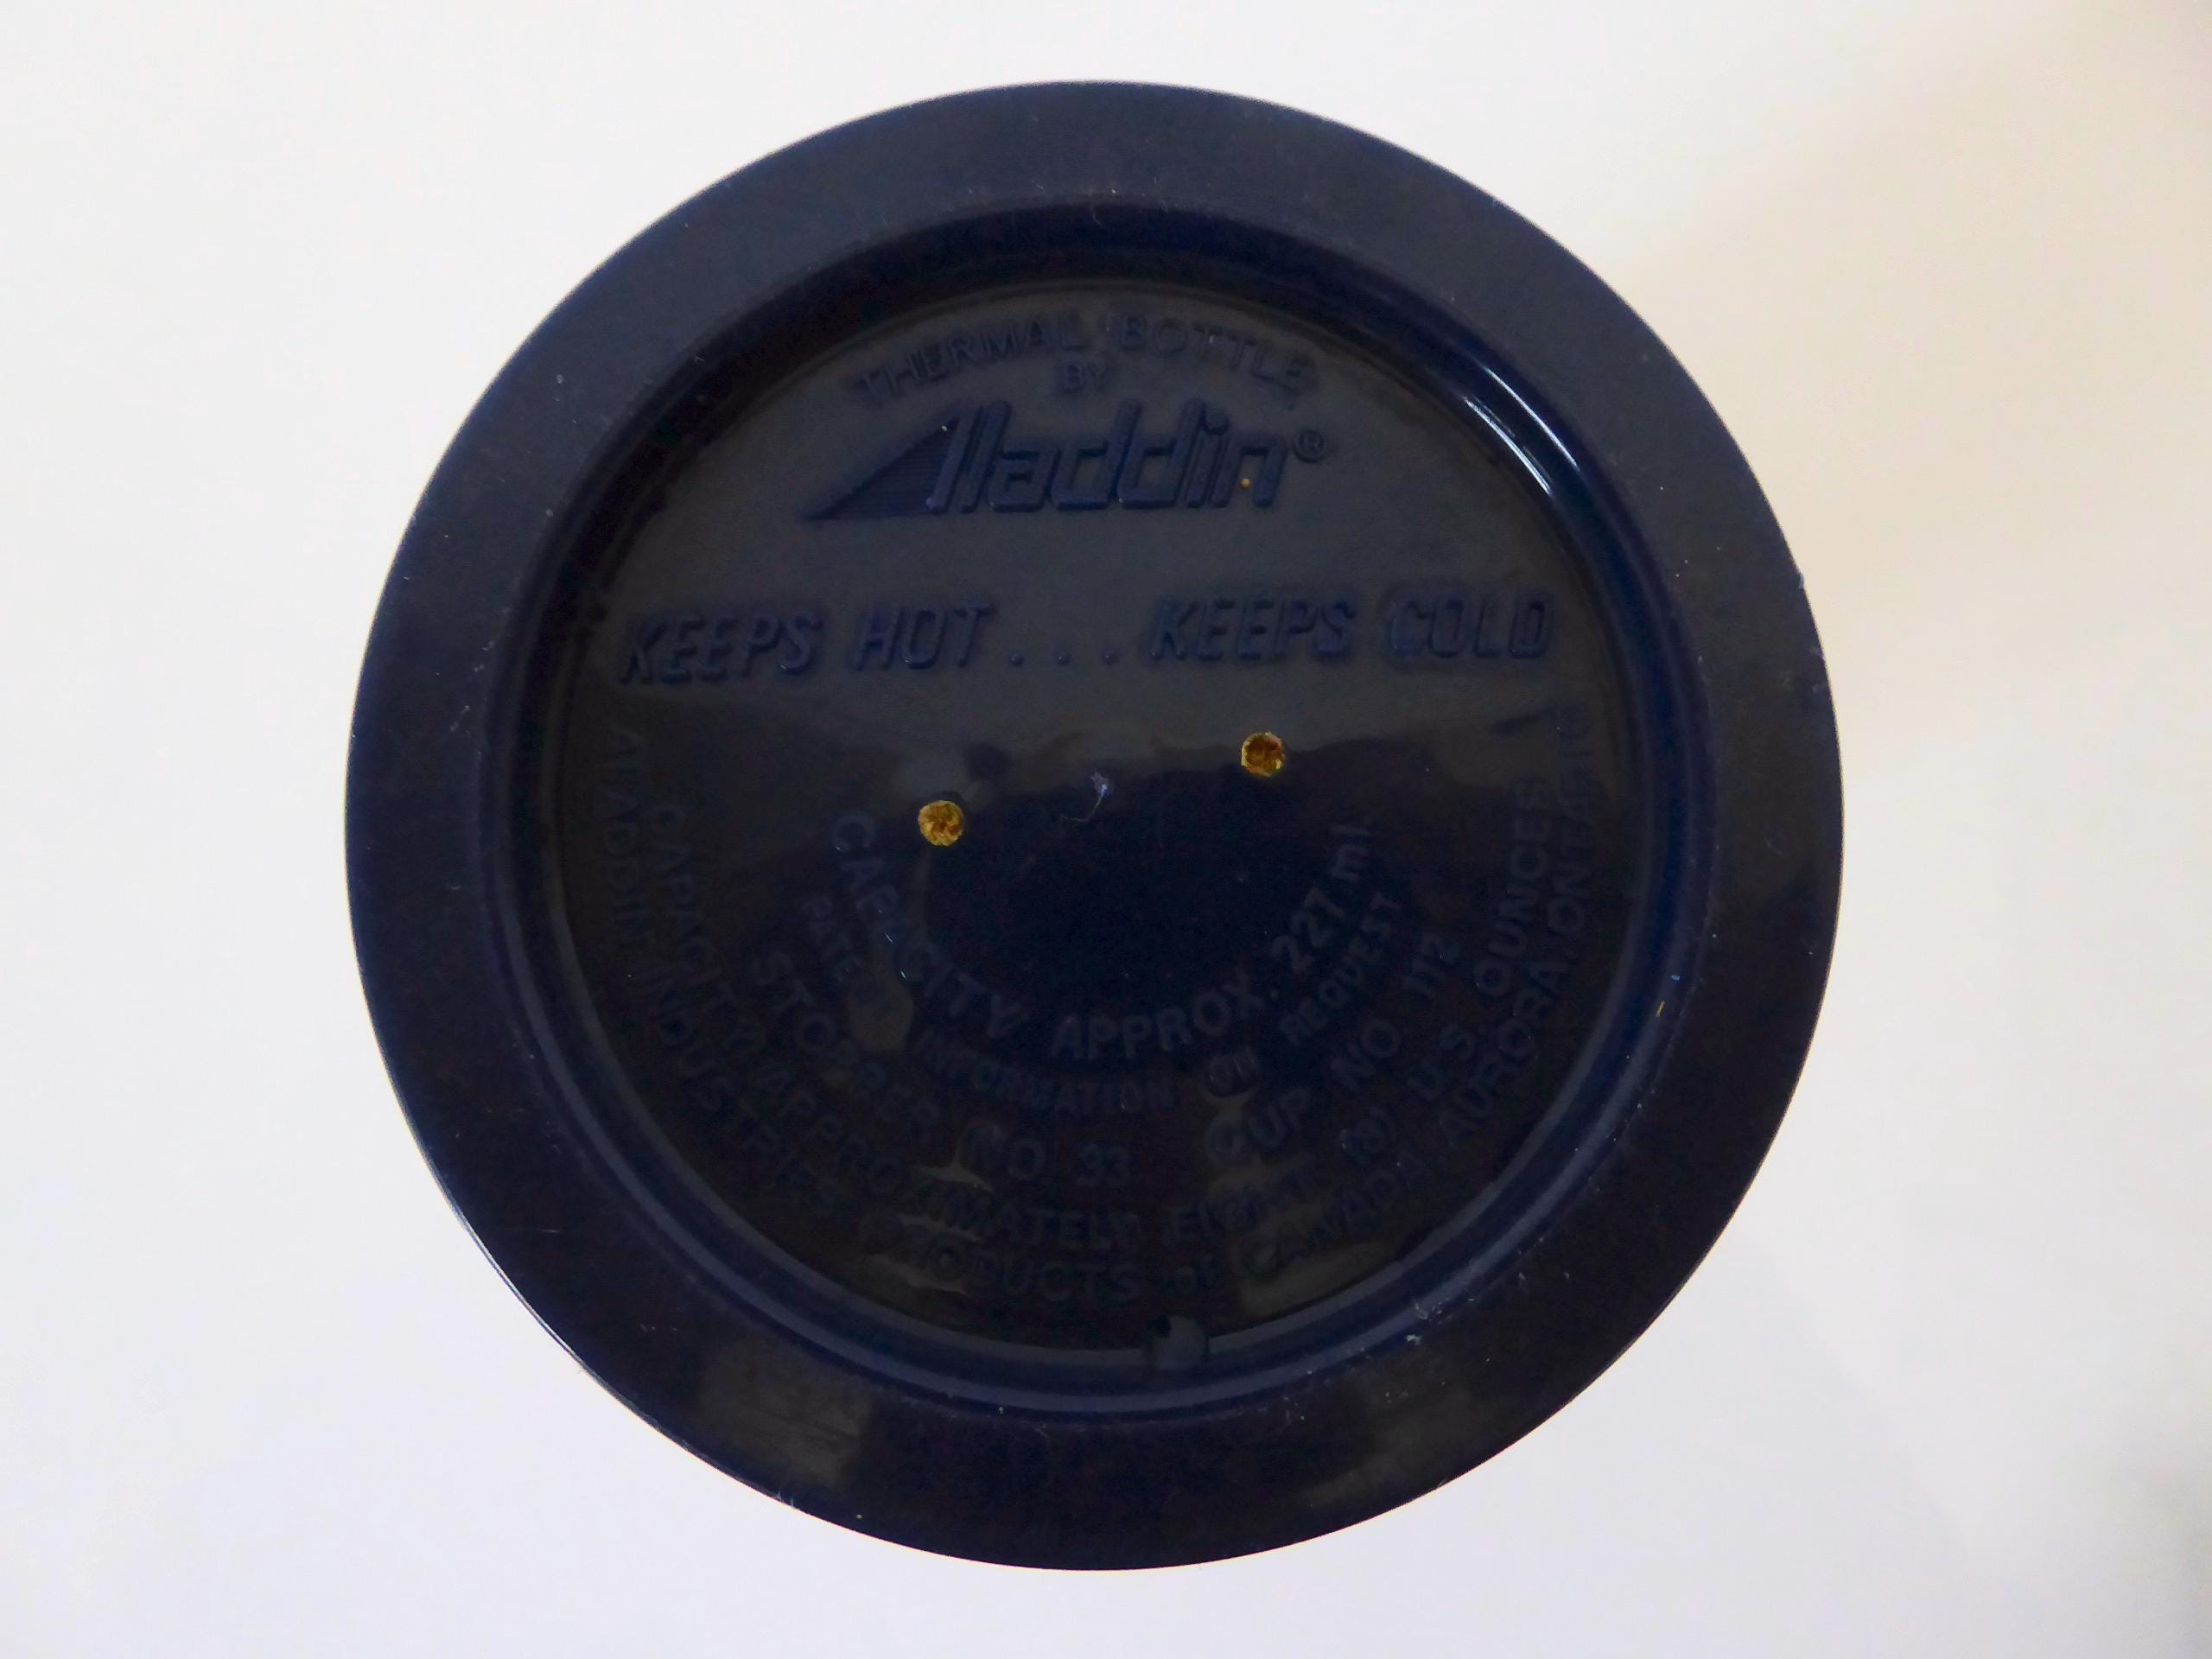 THERMAL BOTTLE
BY
Aladdin®
KEEPS HOT...KEEPS COLD
CAPACITY APPROX. 227 ml.
PATENT INFORMATION ON REQUEST
STOPPER NO. 33 CUP NO. 112
CAPACITY APPROXIMATELY EIGHT (8) U.S. OUNCES
ALADDIN INDUSTRIES PRODUCTS OF CANADA, AURORA, ONTARIO